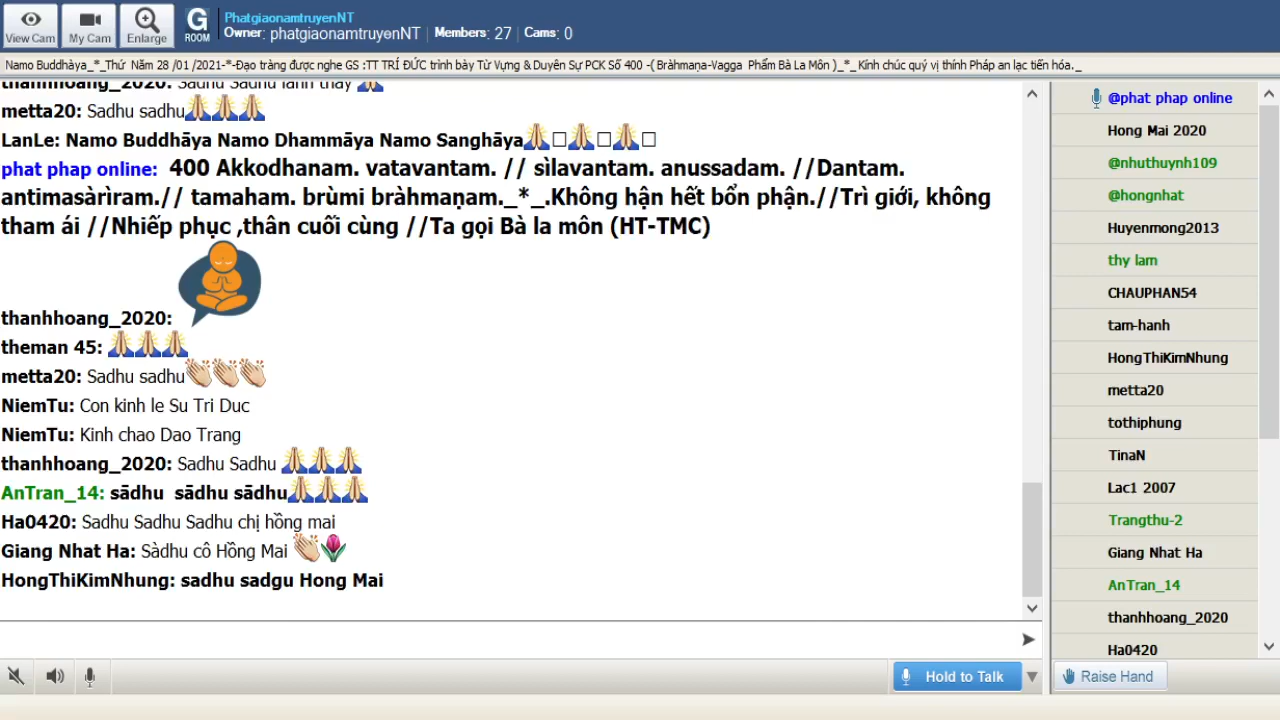 View Cam
My Cam
Enlarge
G
ROOM
PhatgiaonamtruyenNT
Owner: phatgiaonamtruyenNT | Members: 27 | Cams: 0
Namo Buddhàya_*_Thứ Năm 28 /01 /2021-*-Đạo tràng được nghe GS :TT TRÍ ĐỨC trình bày Từ Vựng & Duyên Sự PCK Số 400 -( Bràhmaṇa-Vagga Phẩm Bà La Môn )_*_ Kính chúc quý vị thính Pháp an lạc tiến hóa._
thanhhoang_2020: Sadhu Sadhu lành thay 🙏
metta20: Sadhu sadhu🙏🙏🙏
LanLe: Namo Buddhāya Namo Dhammāya Namo Sanghāya🙏□🙏□🙏□
phat phap online: 400 Akkodhanam. vatavantam. // sìlavantam. anussadam. //Dantam.
antimasàrìram.// tamaham. brùmi bràhmaṇam._*_.Không hận hết bổn phận.//Trì giới, không
tham ái //Nhiếp phục ,thân cuối cùng //Ta gọi Bà la môn (HT-TMC)
thanhhoang_2020:
theman 45: 🙏🙏🙏
metta20: Sadhu sadhu👏👏👏
NiemTu: Con kinh le Su Tri Duc
NiemTu: Kinh chao Dao Trang
thanhhoang_2020: Sadhu Sadhu 🙏🙏🙏
AnTran_14: sādhu sādhu sādhu🙏🙏🙏
Ha0420: Sadhu Sadhu Sadhu chị hồng mai
Giang Nhat Ha: Sàdhu cô Hồng Mai 👏🌷
HongThiKimNhung: sadhu sadgu Hong Mai
@phat phap online
Hong Mai 2020
@nhuthuynh109
@hongnhat
Huyenmong2013
thy lam
CHAUPHAN54
tam-hanh
HongThiKimNhung
metta20
tothiphung
TinaN
Lac1 2007
Trangthu-2
Giang Nhat Ha
AnTran_14
thanhhoang_2020
Ha0420
Hold to Talk
Raise Hand